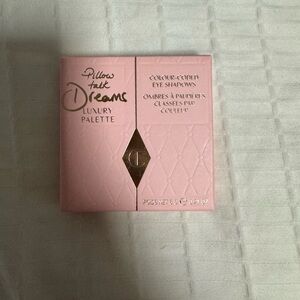 Pillow
talk
Dreams
LUXURY
PALETTE
COLOUR-CODED
EYE SHADOWS
OMBRES À PAUPIÈRES
CLASSÉES PAR
COULEUR